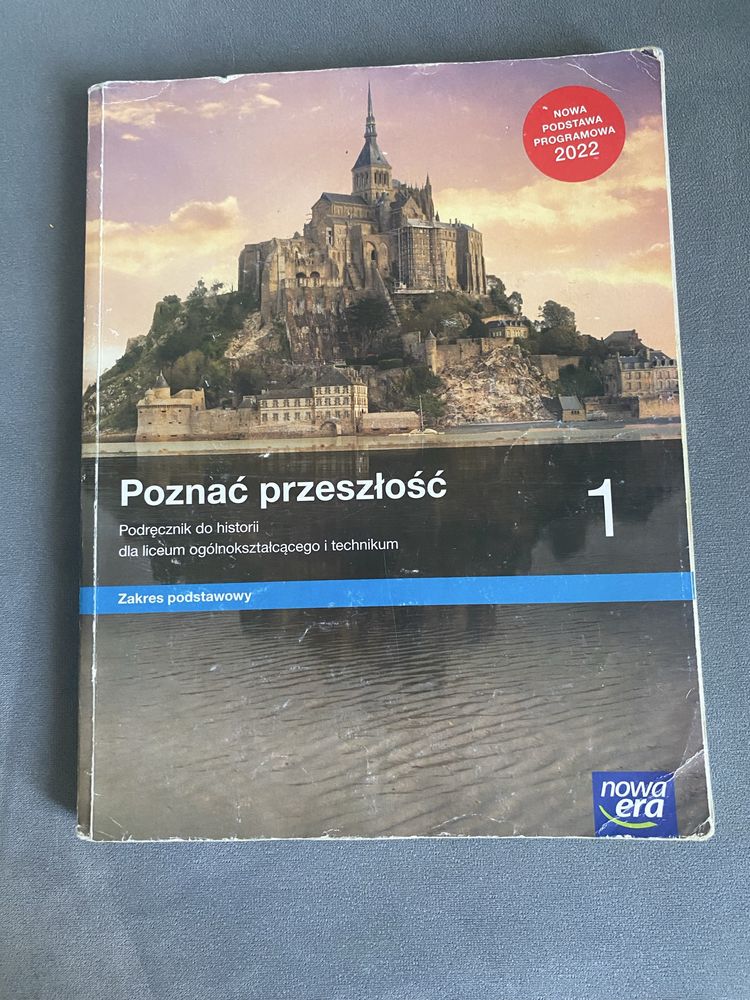 NOWA
PODSTAWA
PROGRAMOWA
2022
Poznać przeszłość
1
Podręcznik do historii
dla liceum ogólnokształcącego i technikum
Zakres podstawowy
nowa
era